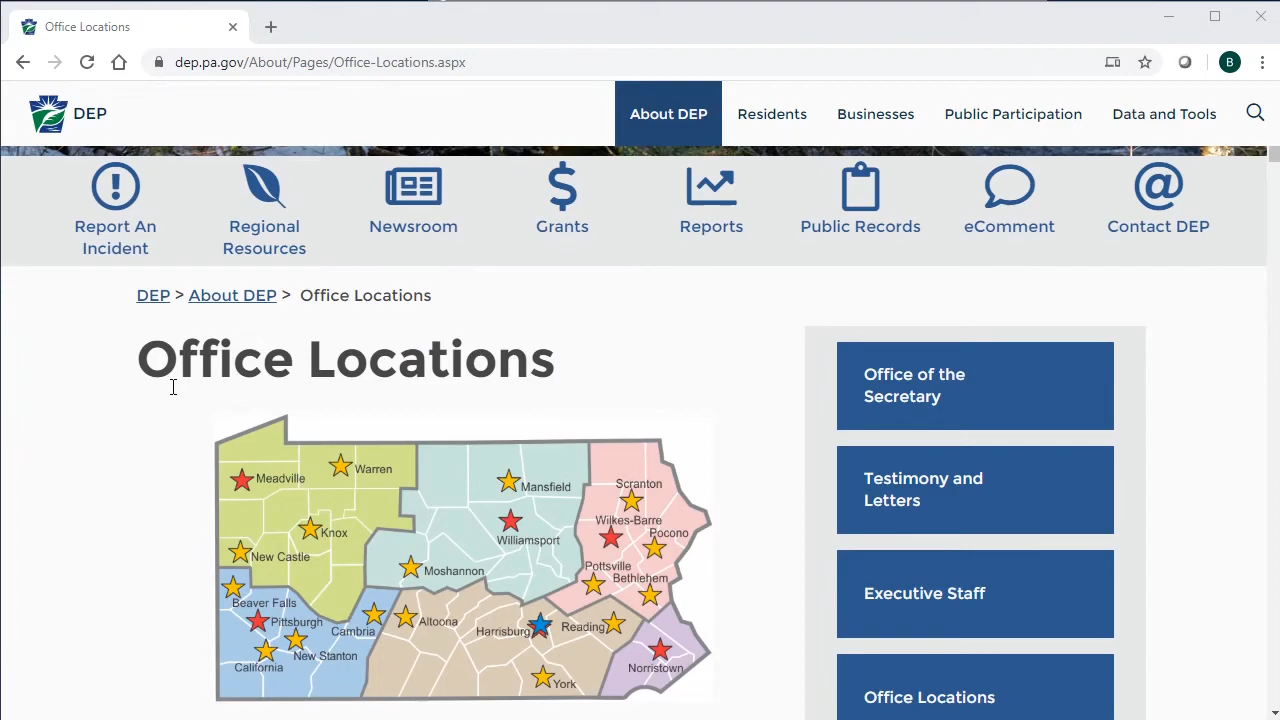 Office Locations
dep.pa.gov/About/Pages/Office-Locations.aspx
B
DEP
About DEP
Residents
Businesses
Public Participation
Data and Tools
Report An
Incident
Regional
Resources
Newsroom
Grants
Reports
Public Records
eComment
Contact DEP
DEP > About DEP > Office Locations
Office Locations
Meadville
Warren
Mansfield
Scranton
Knox
Williamsport
Wilkes-Barre
Pocono
New Castle
Moshannon
Pottsville
Bethlehem
Beaver Falls
Pittsburgh
Cambria
Altoona
Harrisburg
Reading
New Stanton
California
Norristown
York
Office of the
Secretary
Testimony and
Letters
Executive Staff
Office Locations